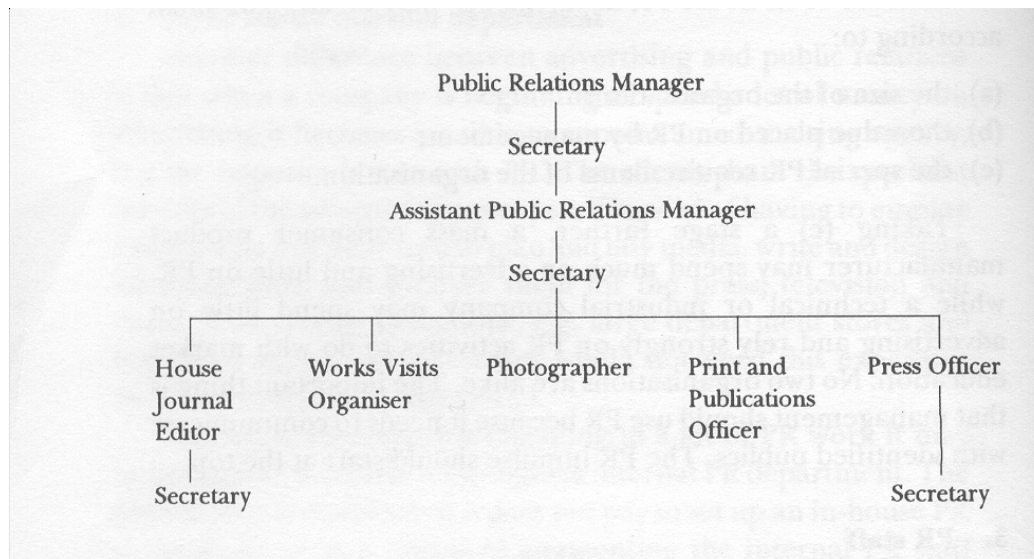 Public Relations Manager
Secretary
Assistant Public Relations Manager
Secretary
House
Journal
Editor
Secretary
Works Visits
Organiser
Photographer
Print and
Publications
Officer
Press Officer
Secretary